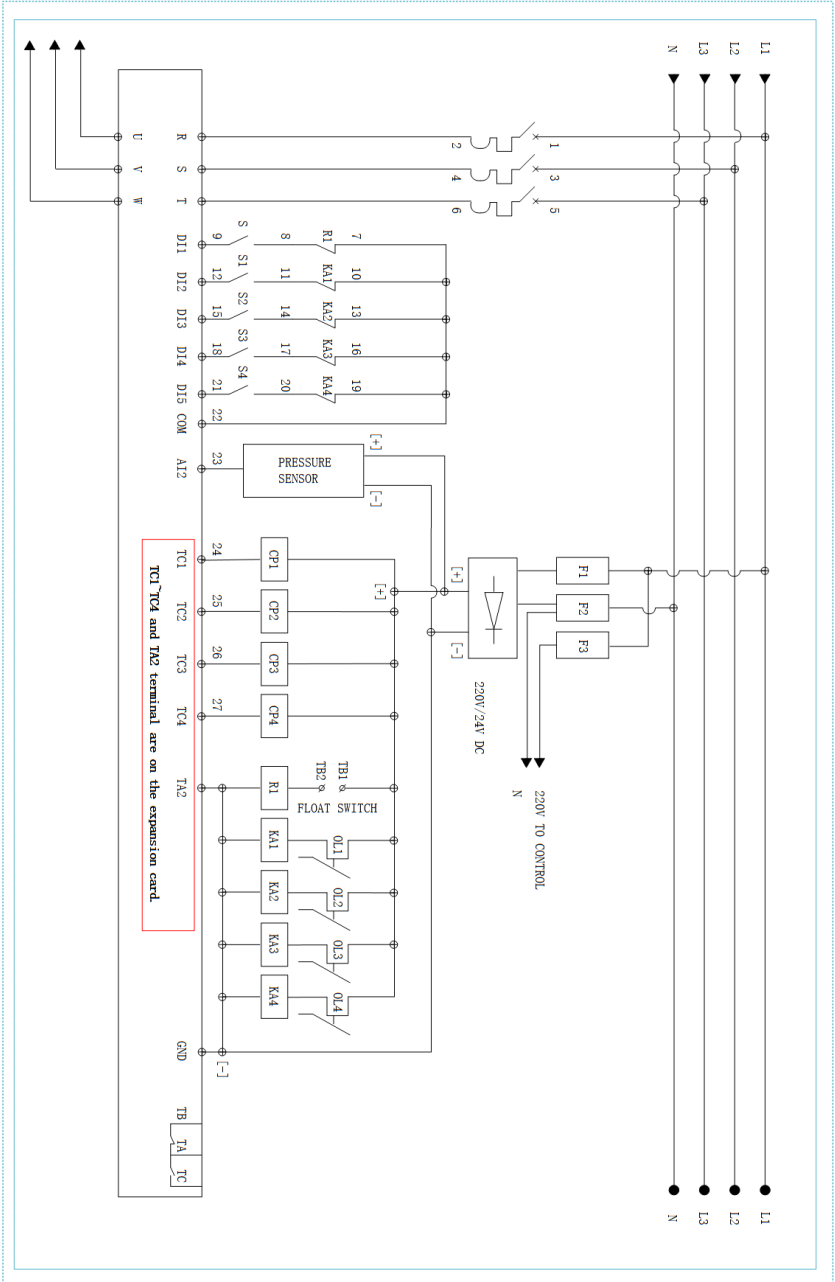 N
L3
L2
L1
U
R
2
1
V
S
4
3
W
T
6
5
DI1
9
S
8
R1
7
DI2
12
S1
11
KA1
10
DI3
15
S2
14
KA2
13
DI4
18
S3
17
KA3
16
DI5
21
S4
20
KA4
19
COM
22
[+]
AI2
23
PRESSURE
SENSOR
[-]
TC1
24
CP1
[+]
[+]
F1
TC2
25
CP2
F2
TC3
26
CP3
[-]
F3
TC4
27
CP4
220V/24V DC
TC1~TC4 and TA2 terminal are on the expansion card.
TA2
R1
TB2
TB1
FLOAT SWITCH
N
220V TO CONTROL
KA1
OL1
KA2
OL2
KA3
OL3
KA4
OL4
GND
[-]
TB
TA
TC
N
L3
L2
L1